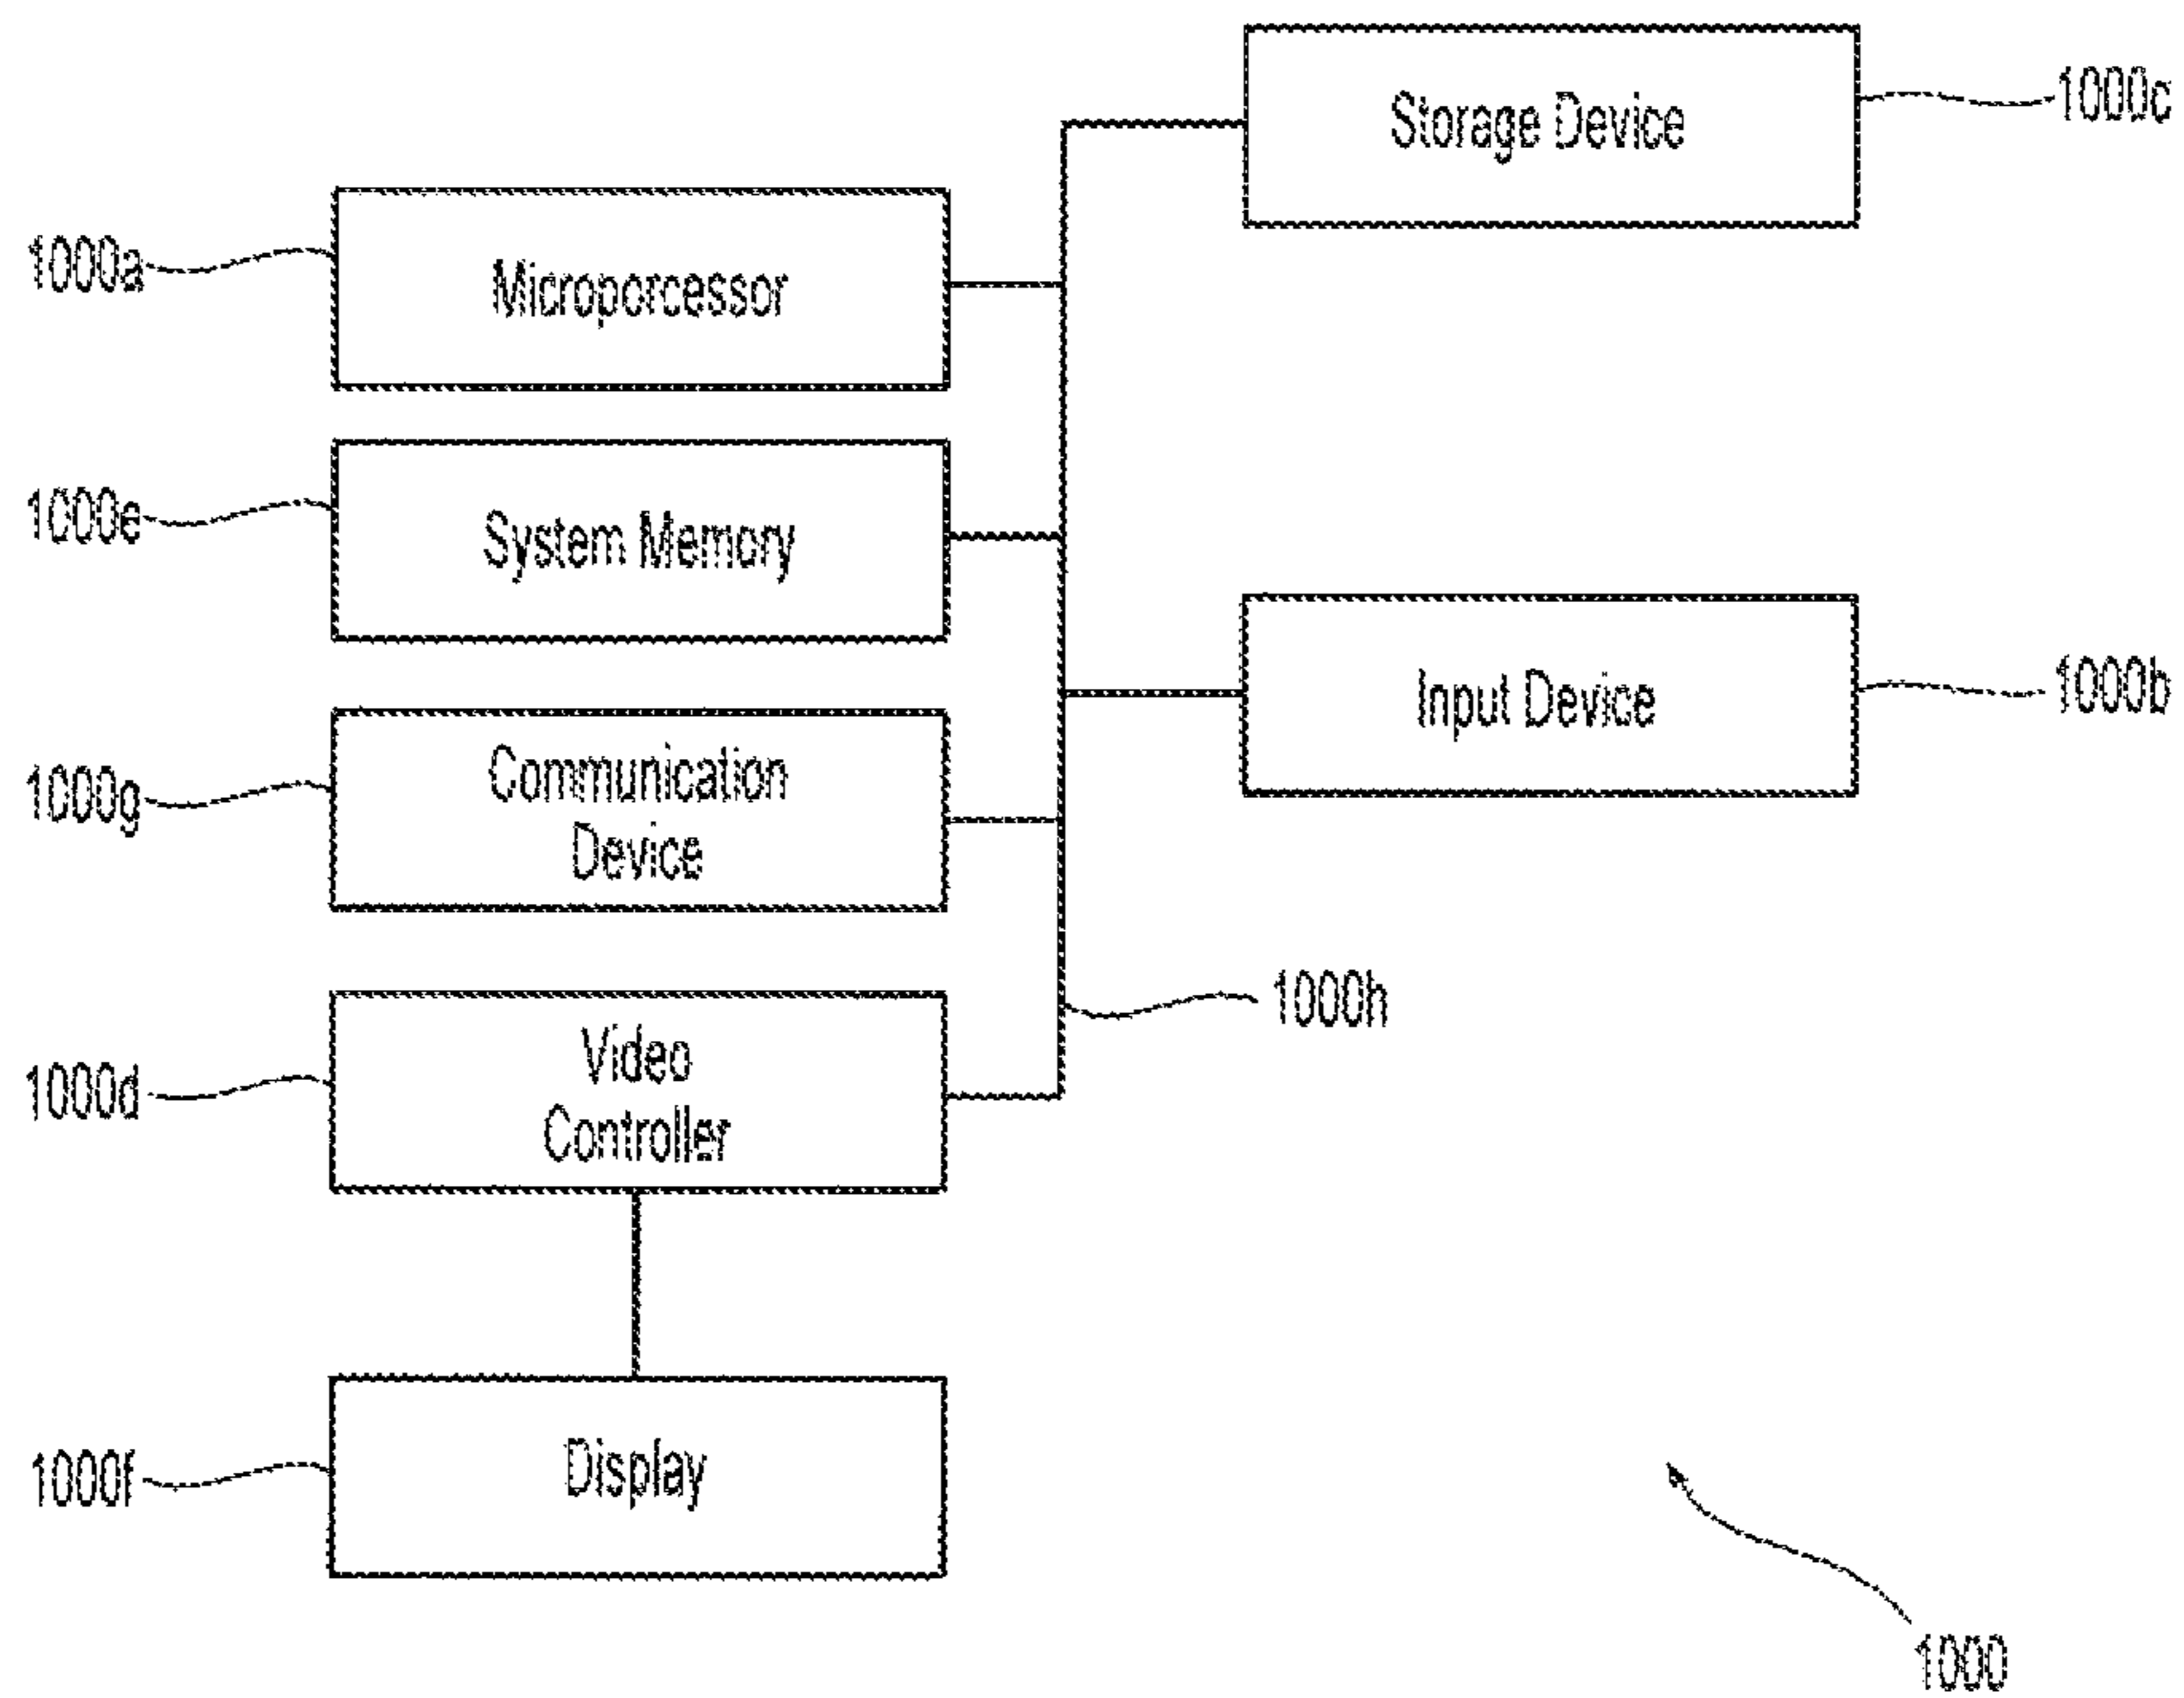 Storage Device
1000c
1000a
Microporcessor
1000e
System Memory
Input Device
1000b
1000g
Communication
Device
1000h
1000d
Video
Controller
1000f
Display
1000